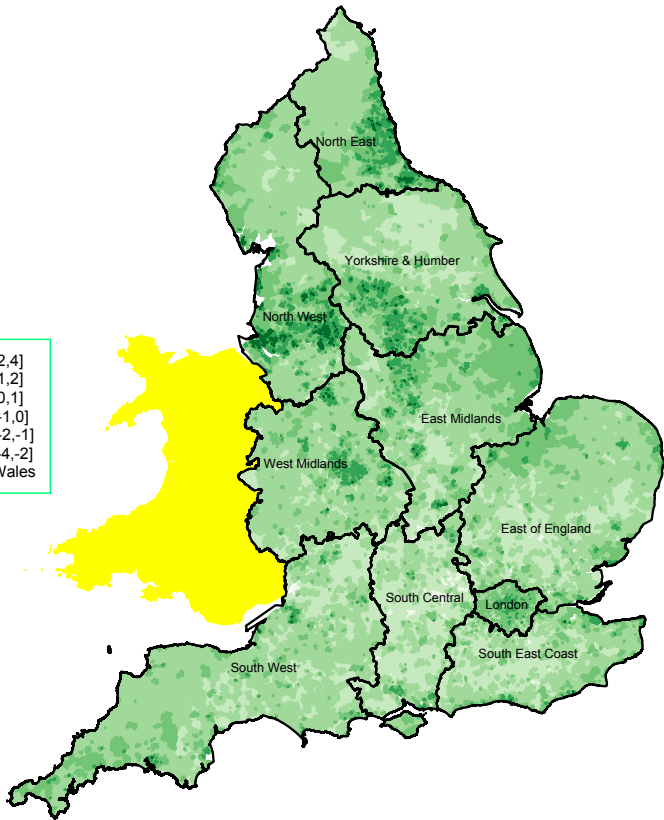 North East
Yorkshire & Humber
North West
2,4]
1,2]
0,1]
-1,0]
-2,-1]
-4,-2]
Wales
East Midlands
West Midlands
East of England
South Central
London
South East Coast
South West